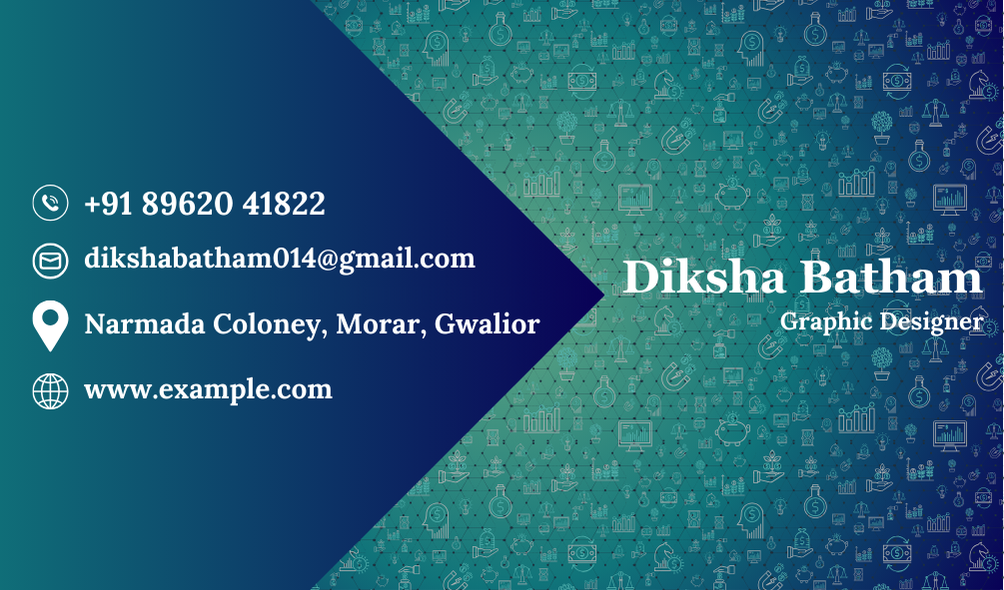 +91 89620 41822
dikshabatham014@gmail.com
Narmada Coloney, Morar, Gwalior
www.example.com
Diksha Batham
Graphic Designer